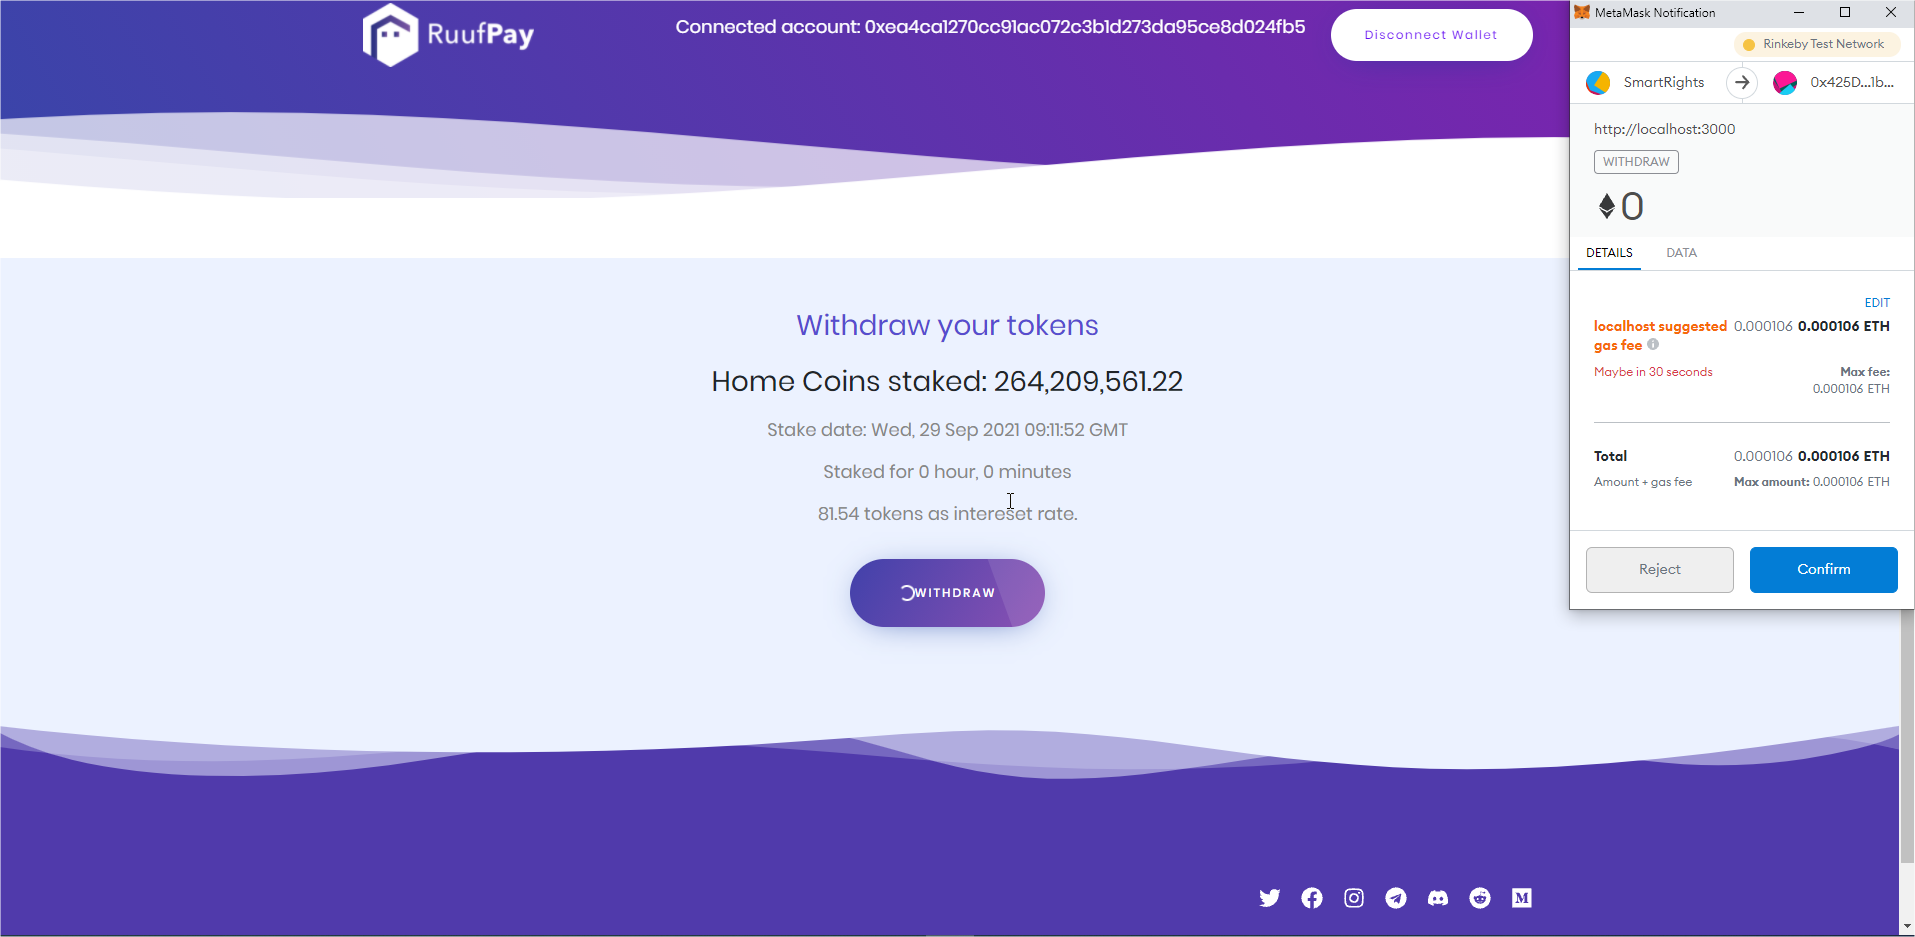 RuufPay
Connected account: 0xea4ca1270cc91ac072c3b1d273da95ce8d024fb5
Disconnect Wallet
Withdraw your tokens
Home Coins staked: 264,209,561.22
Stake date: Wed, 29 Sep 2021 09:11:52 GMT
Staked for 0 hour, 0 minutes
81.54 tokens as intereset rate.
WITHDRAW
MetaMask Notification
Rinkeby Test Network
SmartRights
0x425D...1b...
http://localhost:3000
WITHDRAW
0
DETAILS DATA
EDIT
localhost suggested 0.000106 0.000106 ETH
gas fee
Maybe in 30 seconds Max fee:
0.000106 ETH
Total 0.000106 0.000106 ETH
Amount + gas fee Max amount: 0.000106 ETH
Reject Confirm